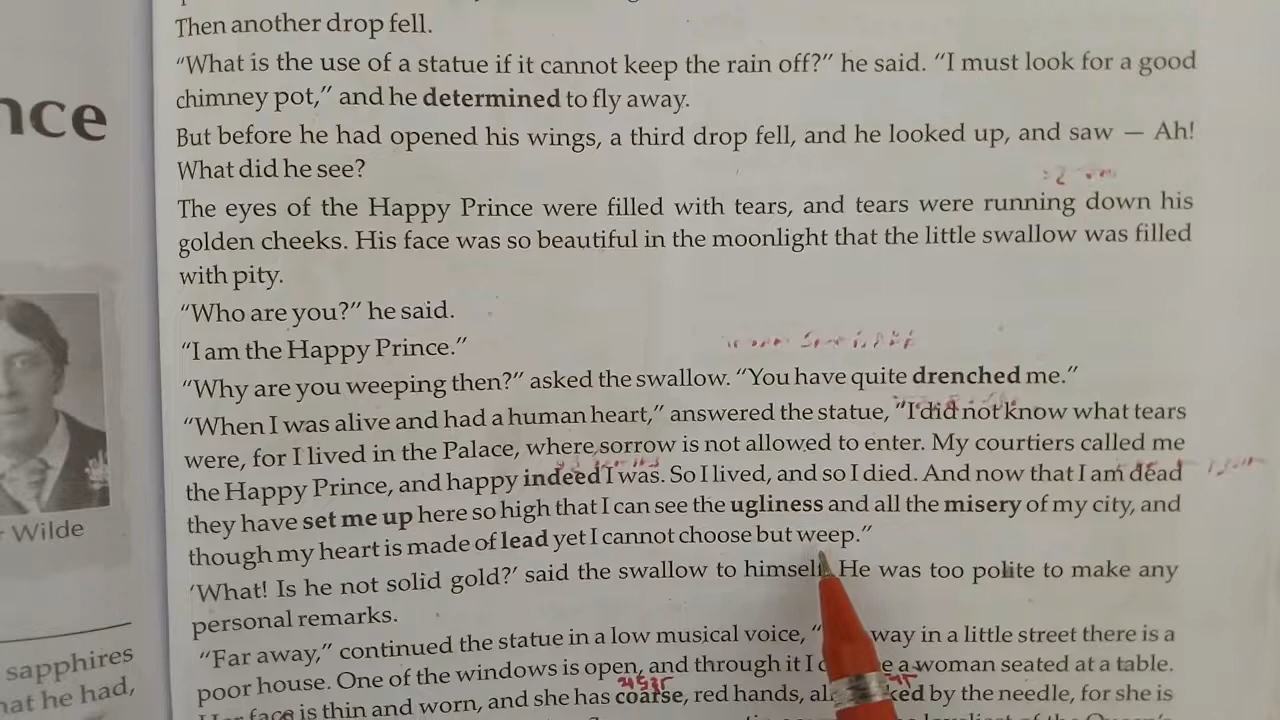 Then another drop fell.
“What is the use of a statue if it cannot keep the rain off?” he said. “I must look for a good
chimney pot,” and he determined to fly away.
But before he had opened his wings, a third drop fell, and he looked up, and saw — Ah!
What did he see?
The eyes of the Happy Prince were filled with tears, and tears were running down his
golden cheeks. His face was so beautiful in the moonlight that the little swallow was filled
with pity.
“Who are you?” he said.
“I am the Happy Prince.”
“Why are you weeping then?” asked the swallow. “You have quite drenched me.”
“When I was alive and had a human heart,” answered the statue, “I did not know what tears
were, for I lived in the Palace, where sorrow is not allowed to enter. My courtiers called me
the Happy Prince, and happy indeed I was. So I lived, and so I died. And now that I am dead
they have set me up here so high that I can see the ugliness and all the misery of my city, and
though my heart is made of lead yet I cannot choose but weep.”
‘What! Is he not solid gold?’ said the swallow to himself. He was too polite to make any
personal remarks.
“Far away,” continued the statue in a low musical voice, “ way in a little street there is a
poor house. One of the windows is open, and through it I a woman seated at a table.
Her face is thin and worn, and she has coarse, red hands, by the needle, for she is
nce
Wilde
sapphires
he had,